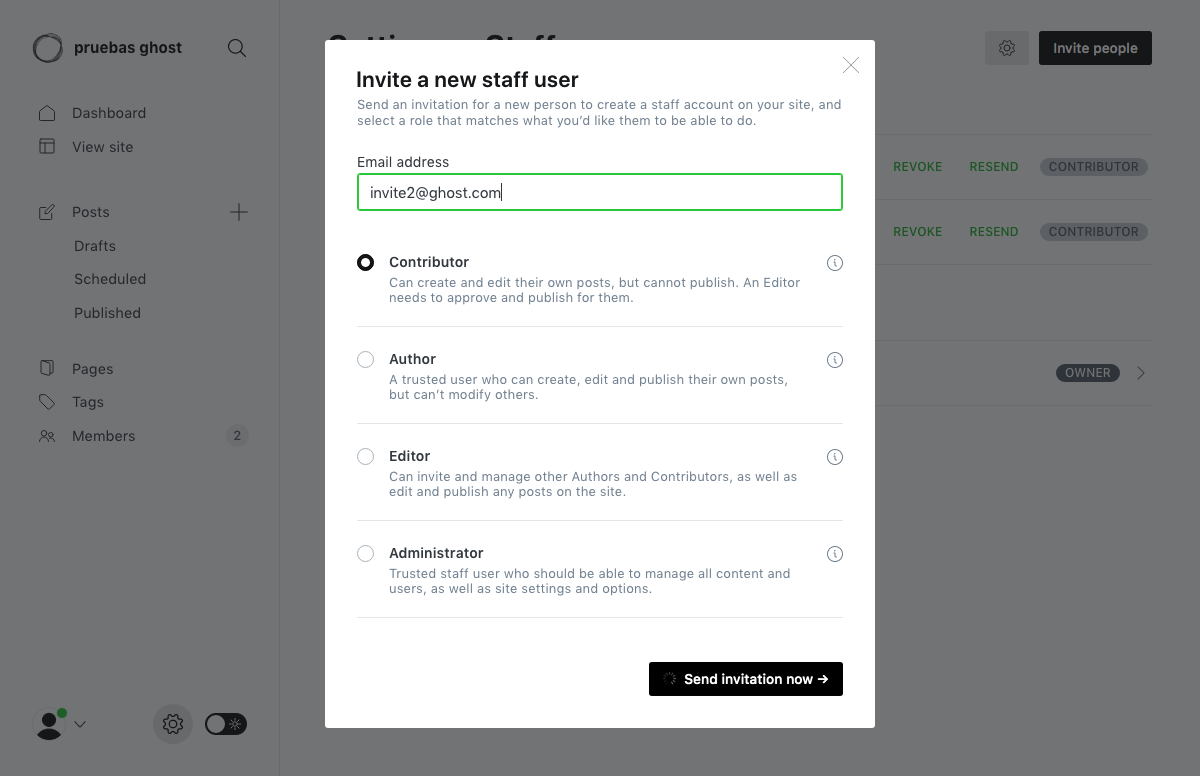 pruebas ghost
Dashboard
View site
Posts
Drafts
Scheduled
Published
Pages
Tags
Members
2
Invite people
REVOKE
RESEND
CONTRIBUTOR
REVOKE
RESEND
CONTRIBUTOR
OWNER
Invite a new staff user
Send an invitation for a new person to create a staff account on your site, and
select a role that matches what you’d like them to be able to do.
Email address
invite2@ghost.com
Contributor
Can create and edit their own posts, but cannot publish. An Editor
needs to approve and publish for them.
Author
A trusted user who can create, edit and publish their own posts,
but can’t modify others.
Editor
Can invite and manage other Authors and Contributors, as well as
edit and publish any posts on the site.
Administrator
Trusted staff user who should be able to manage all content and
users, as well as site settings and options.
Send invitation now →